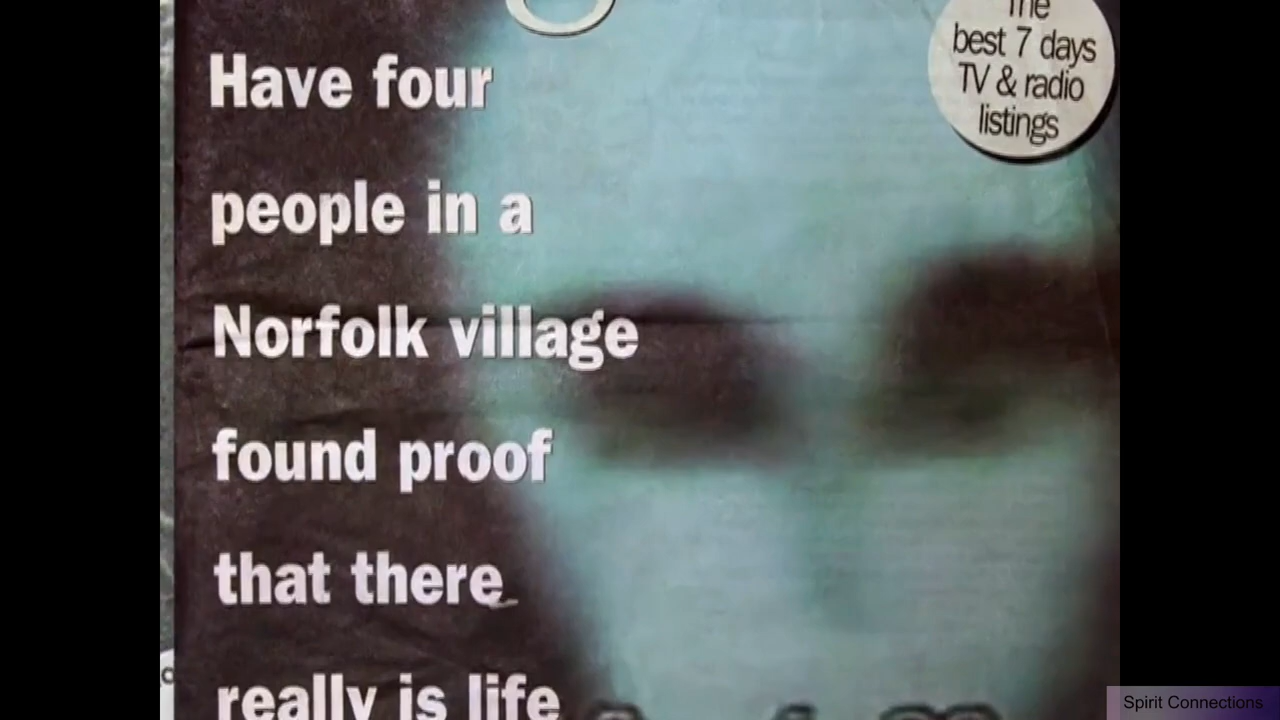 The
best 7 days
TV & radio
listings
Have four
people in a
Norfolk village
found proof
that there
really is life
Spirit Connections